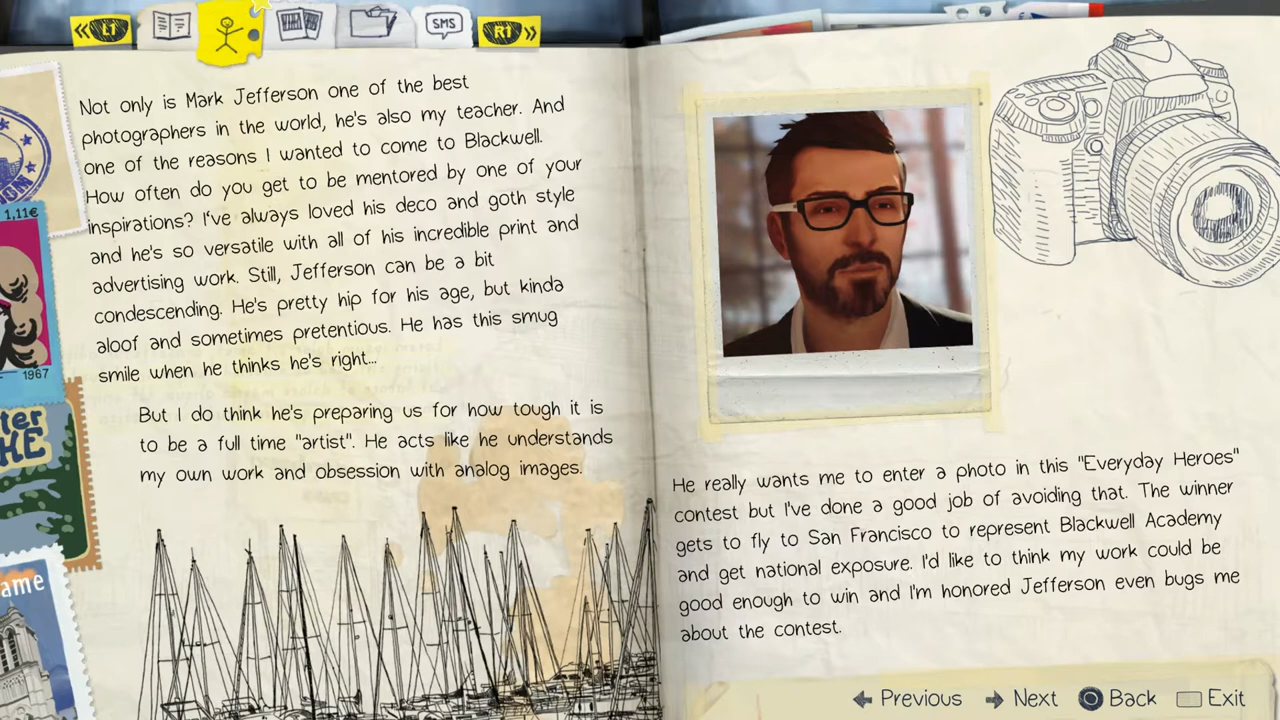 LT
SMS
R1
Not only is Mark Jefferson one of the best
photographers in the world, he's also my teacher. And
one of the reasons I wanted to come to Blackwell.
How often do you get to be mentored by one of your
inspirations? I've always loved his deco and goth style
and he's so versatile with all of his incredible print and
advertising work. Still, Jefferson can be a bit
condescending. He's pretty hip for his age, but kinda
aloof and sometimes pretentious. He has this smug
smile when he thinks he's right...
But I do think he's preparing us for how tough it is
to be a full time "artist". He acts like he understands
my own work and obsession with analog images.
1,11€
1967
ter
HE
ame
He really wants me to enter a photo in this "Everyday Heroes"
contest but I've done a good job of avoiding that. The winner
gets to fly to San Francisco to represent Blackwell Academy
and get national exposure. I'd like to think my work could be
good enough to win and I'm honored Jefferson even bugs me
about the contest.
Previous
Next
Back
Exit